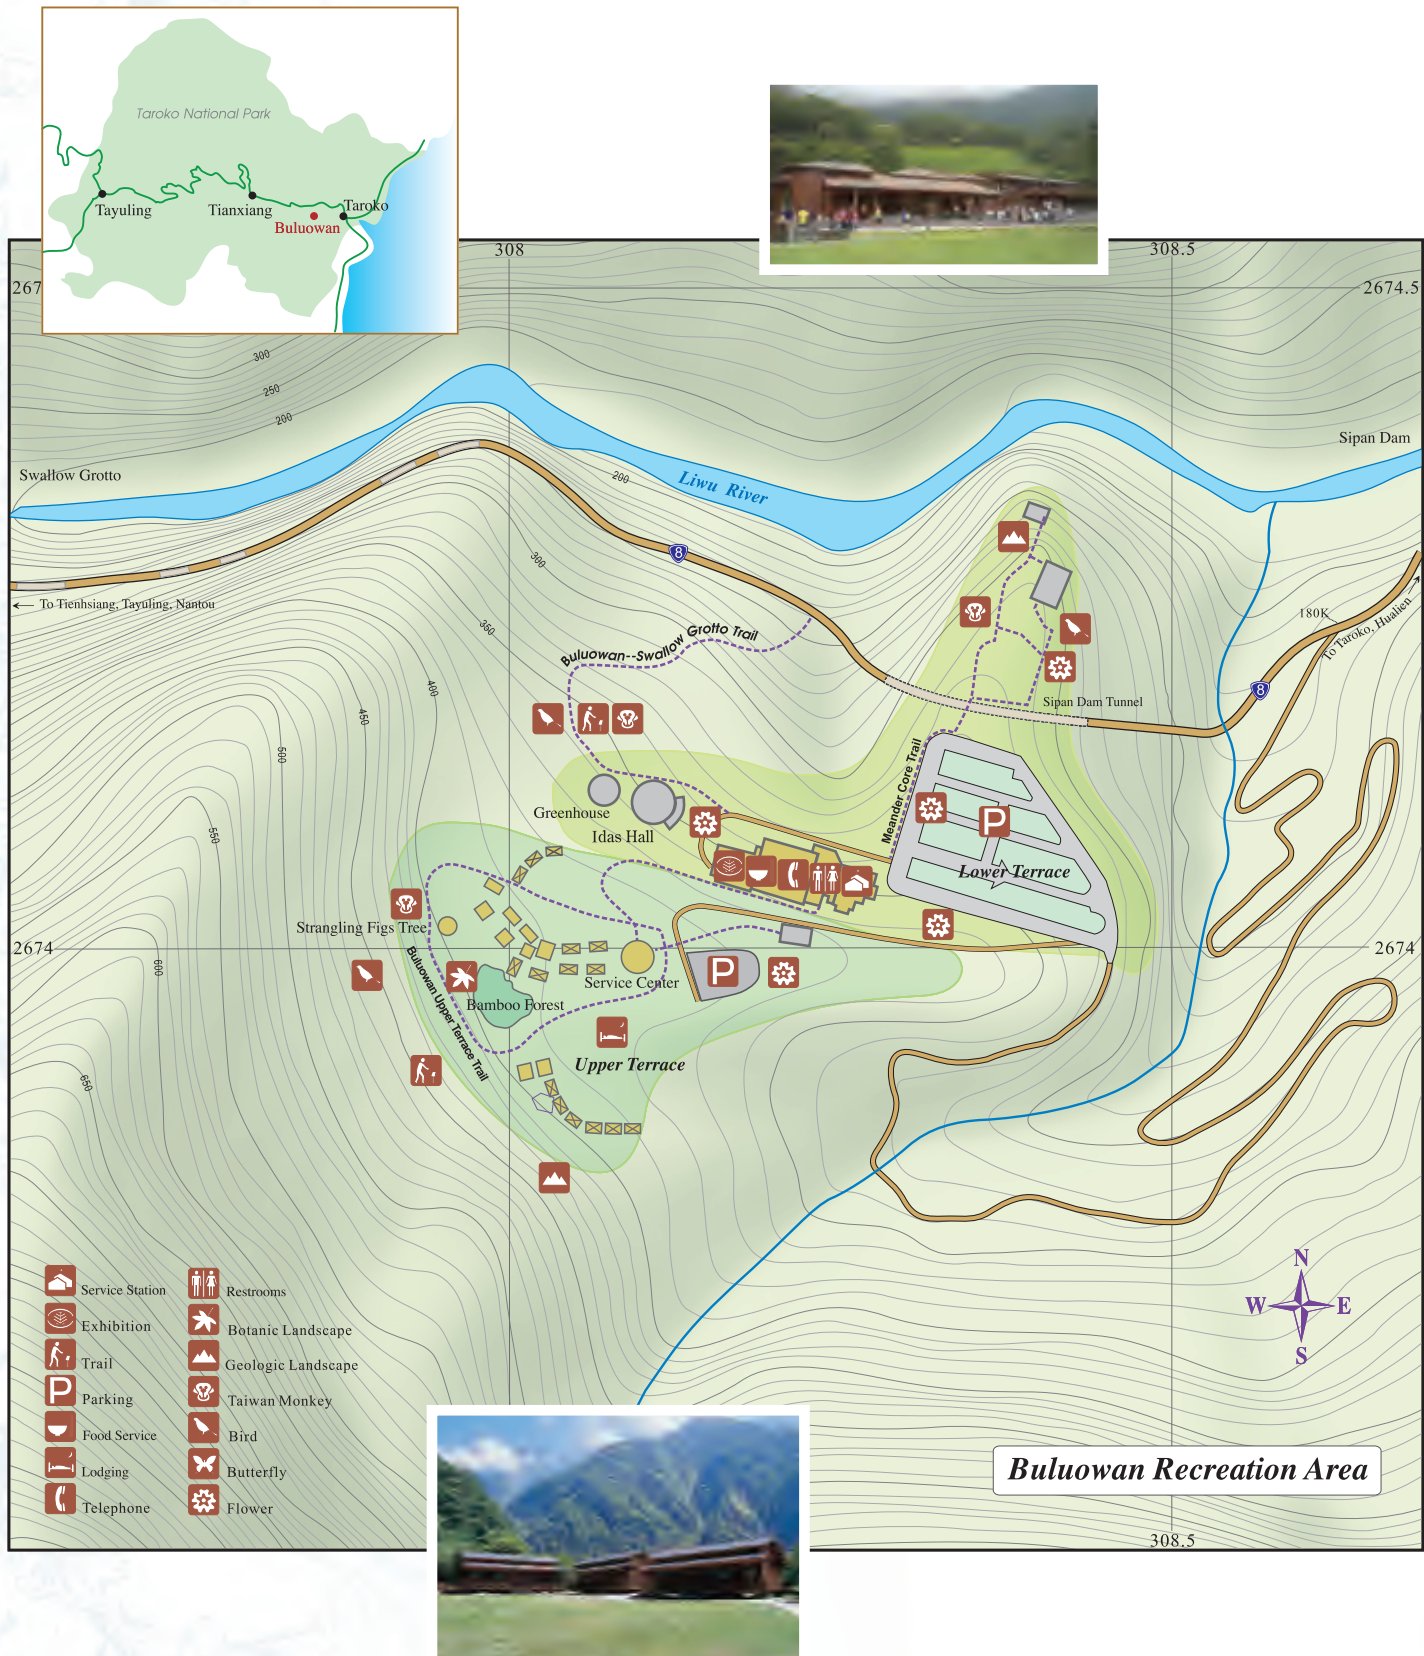 Taroko National Park
Tayuling
Tianxiang
Taroko
Buluowan
308
308.5
267
2674.5
300
250
200
Sipan Dam
Swallow Grotto
200
Liwu River
8
300
To Tienhsiang, Tayuling, Nantou
180K
To Taroko, Hualien
350
Buluowan--Swallow Grotto Trail
400
8
450
Sipan Dam Tunnel
500
Meander Core Trail
Greenhouse
P
550
Idas Hall
Lower Terrace
Strangling Figs Tree
2674
2674
600
Buluowan Upper Terrace Trail
P
Service Center
Bamboo Forest
Upper Terrace
650
N
W
E
S
Service Station
Restrooms
Exhibition
Botanic Landscape
Trail
Geologic Landscape
P
Parking
Taiwan Monkey
Food Service
Bird
Lodging
Butterfly
Telephone
Flower
Buluowan Recreation Area
308.5